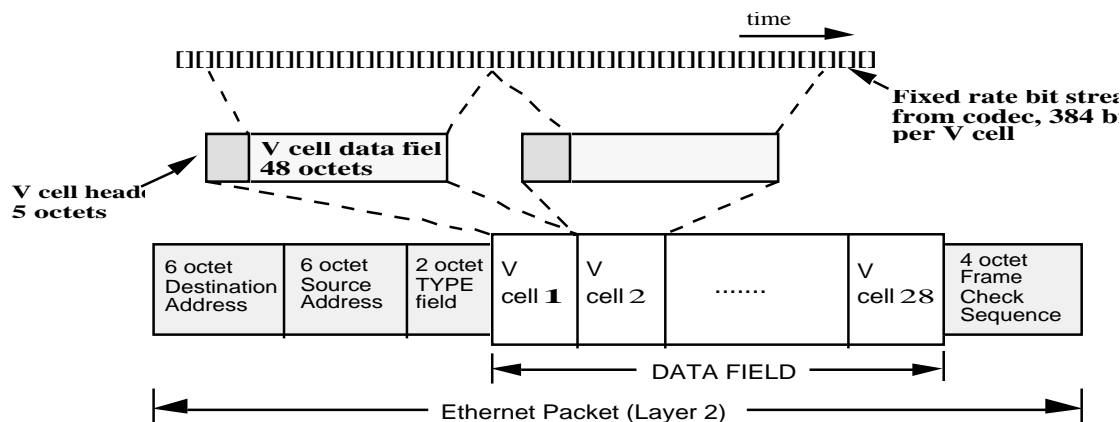 time
[][][][][][][][][][][][][][][][][][][][][][][][][][][][][][][][][][][]
Fixed rate bit strea
from codec, 384 b
per V cell
V cell data fiel
48 octets
V cell head
5 octets
6 octet
Destination
Address
6 octet
Source
Address
2 octet
TYPE
field
V
cell 1
V
cell 2
.......
V
cell 28
4 octet
Frame
Check
Sequence
DATA FIELD
Ethernet Packet (Layer 2)